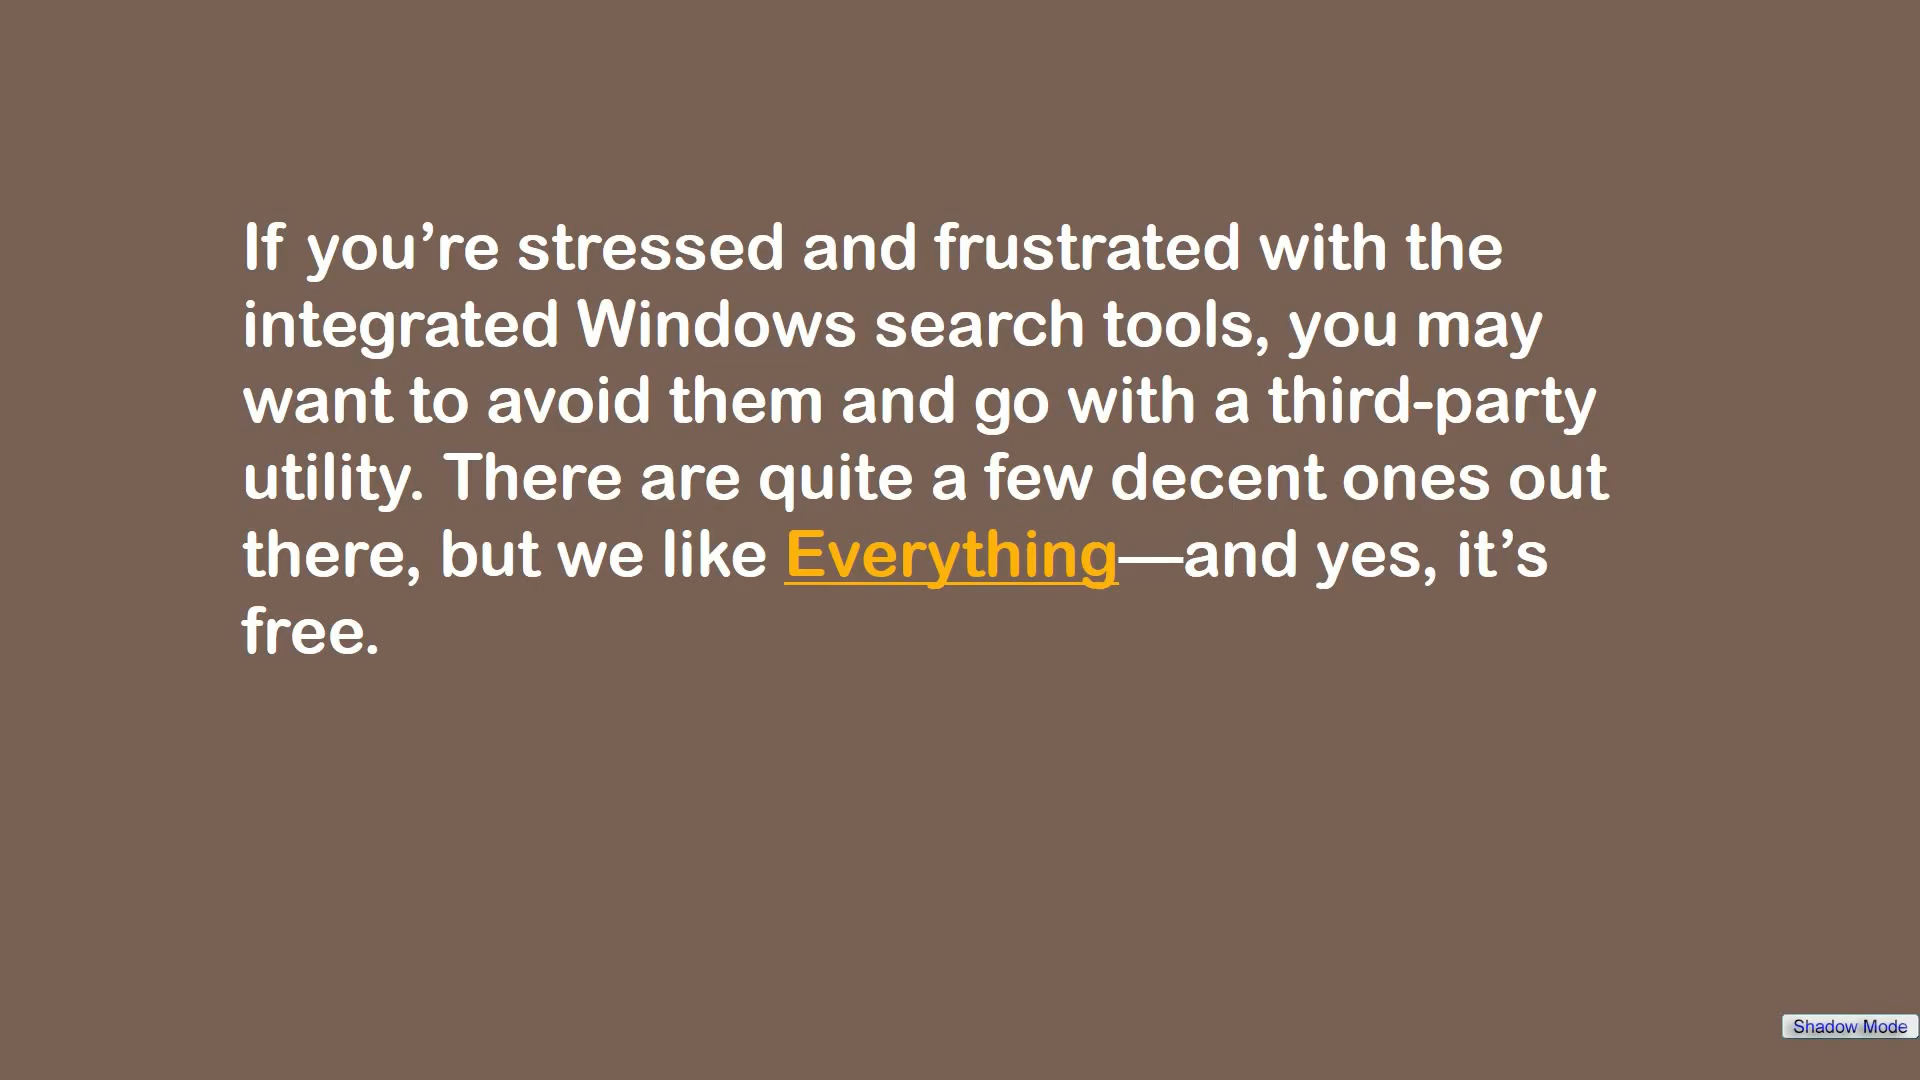 If you’re stressed and frustrated with the
integrated Windows search tools, you may
want to avoid them and go with a third-party
utility. There are quite a few decent ones out
there, but we like Everything—and yes, it’s
free.
Shadow Mode